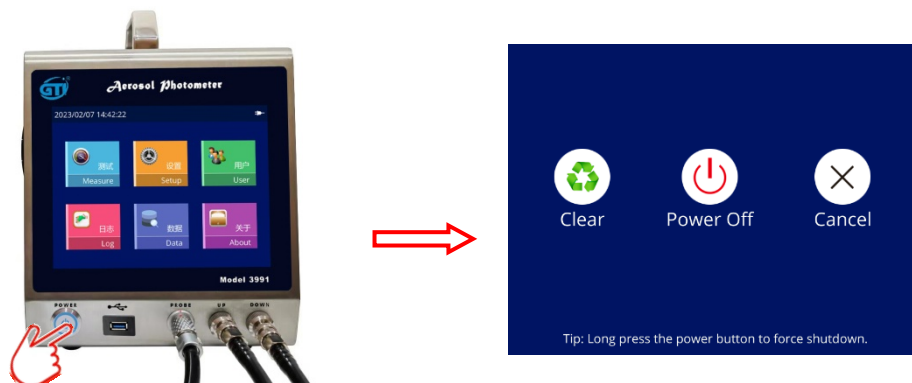 GTI
Aerosol Photometer
2023/02/07 14:42:22
测试
Measure
设置
Setup
用户
User
日志
Log
数据
Data
关于
About
Model 3991
POWER
PROBE
UP
DOWN
Clear
Power Off
Cancel
Tip: Long press the power button to force shutdown.